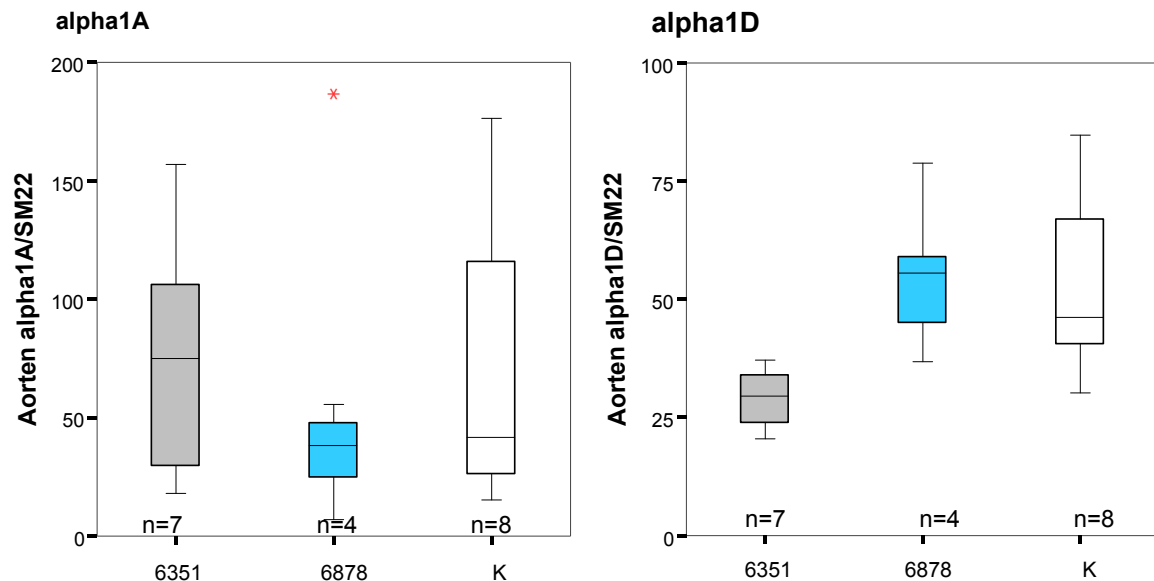 alpha1A
200
150
100
50
0
Aorten alpha1A/SM22
n=7 n=4 n=8
6351 6878 K
alpha1D
100
75
50
25
0
Aorten alpha1D/SM22
n=7 n=4 n=8
6351 6878 K